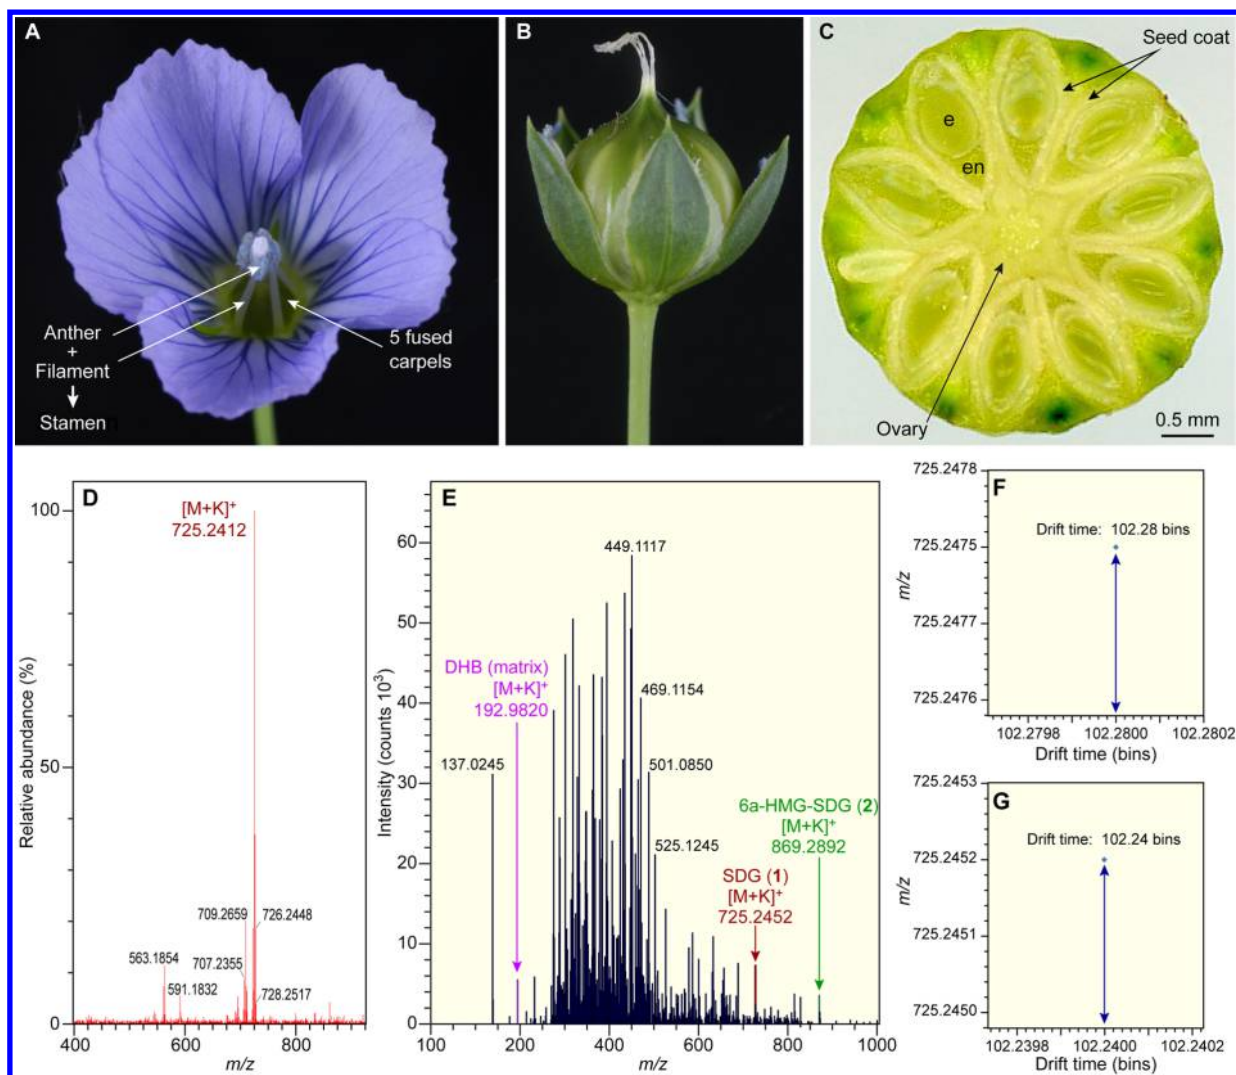 A
Anther
+
Filament
Stamen
5 fused
carpels
B
C
Seed coat
e
en
Ovary
0.5 mm
D
[M+K]+
725.2412
100
50
0
Relative abundance (%)
709.2659
726.2448
563.1854
707.2355
591.1832
728.2517
400
600
800
m/z
E
60
50
40
30
20
10
0
Intensity (counts 10³)
449.1117
DHB (matrix)
[M+K]+
192.9820
469.1154
137.0245
501.0850
6a-HMG-SDG (2)
[M+K]+
869.2892
525.1245
SDG (1)
[M+K]+
725.2452
100
200
400
600
800
1000
m/z
F
725.2478
725.2475
725.2477
725.2476
m/z
Drift time: 102.28 bins
102.2798
102.2800
102.2802
Drift time (bins)
G
725.2453
725.2452
725.2451
725.2450
m/z
Drift time: 102.24 bins
102.2398
102.2400
102.2402
Drift time (bins)